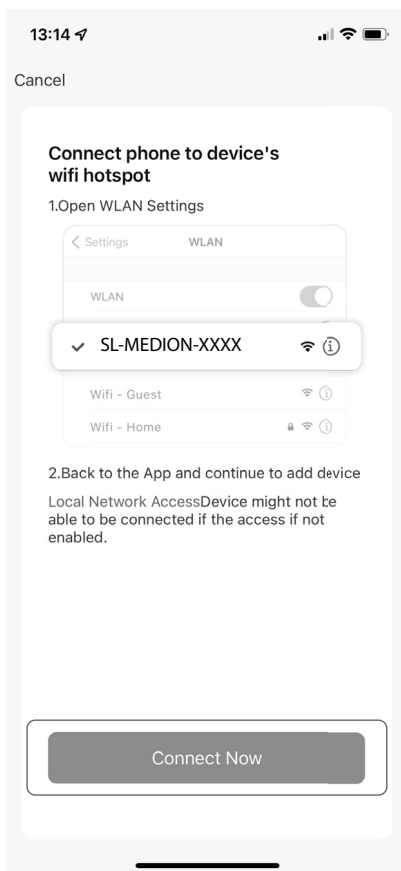 13:14
Cancel
Connect phone to device's
wifi hotspot
1.Open WLAN Settings
Settings WLAN
WLAN
SL-MEDION-XXXX
Wifi - Guest
Wifi - Home
2.Back to the App and continue to add device
Local Network AccessDevice might not be
able to be connected if the access if not
enabled.
Connect Now